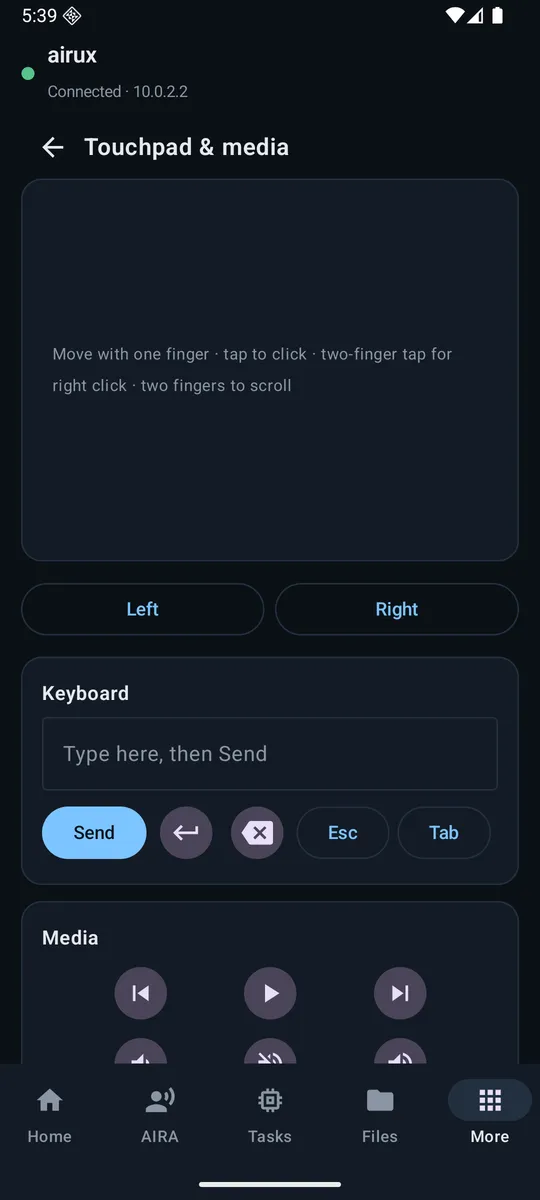 5:39
airux
Connected · 10.0.2.2
Touchpad & media
Move with one finger · tap to click · two-finger tap for
right click · two fingers to scroll
Left
Right
Keyboard
Type here, then Send
Send
Esc
Tab
Media
Home
AIRA
Tasks
Files
More